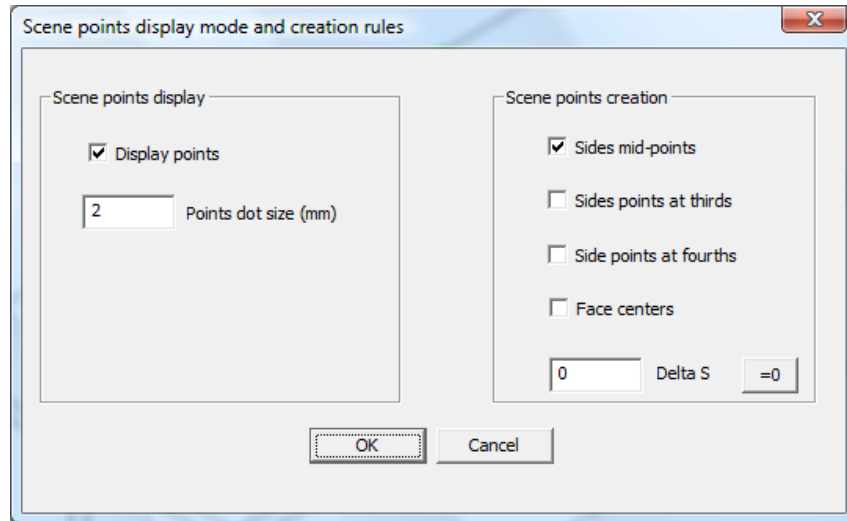 Scene points display mode and creation rules
Scene points display
Display points
2 Points dot size (mm)
Scene points creation
Sides mid-points
Sides points at thirds
Side points at fourths
Face centers
0 Delta S =0
OK Cancel